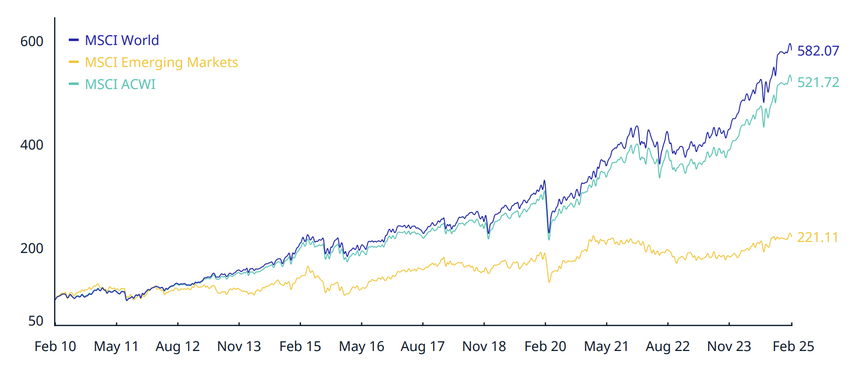 600
MSCI World
582.07
MSCI Emerging Markets
MSCI ACWI
521.72
400
200
221.11
50
Feb 10 May 11 Aug 12 Nov 13 Feb 15 May 16 Aug 17 Nov 18 Feb 20 May 21 Aug 22 Nov 23 Feb 25